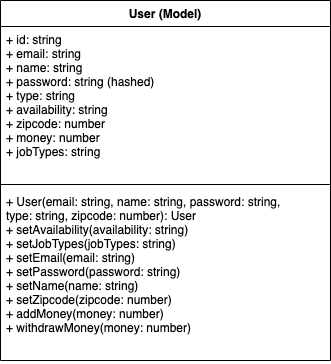 User (Model)
+ id: string
+ email: string
+ name: string
+ password: string (hashed)
+ type: string
+ availability: string
+ zipcode: number
+ money: number
+ jobTypes: string
+ User(email: string, name: string, password: string,
type: string, zipcode: number): User
+ setAvailability(availability: string)
+ setJobTypes(jobTypes: string)
+ setEmail(email: string)
+ setPassword(password: string)
+ setName(name: string)
+ setZipcode(zipcode: number)
+ addMoney(money: number)
+ withdrawMoney(money: number)